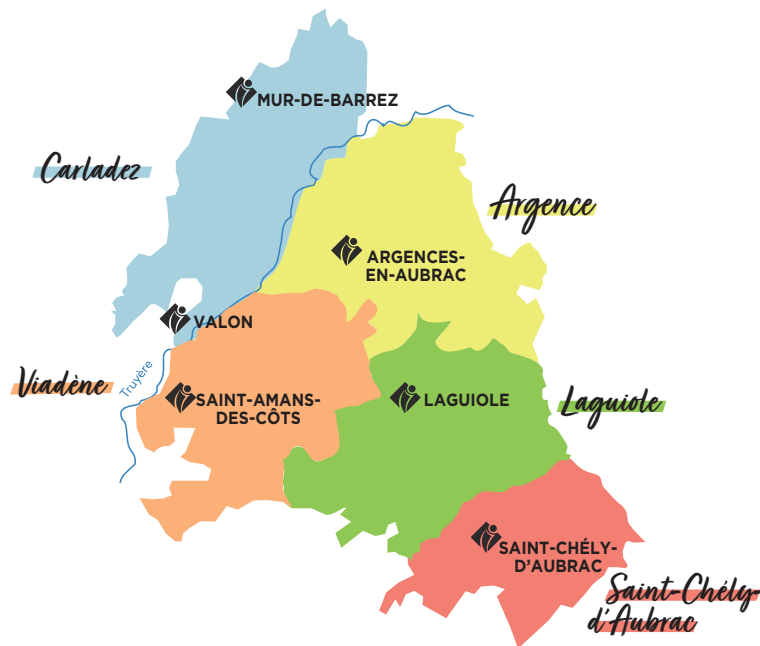 MUR-DE-BARREZ
Carladez
Argence
ARGENCES-
EN-AUBRAC
VALON
Truyère
Viadène
SAINT-AMANS-
DES-CÔTS
LAGUIOLE
Laguiole
SAINT-CHÉLY-
D'AUBRAC
Saint-Chély-
d'Aubrac